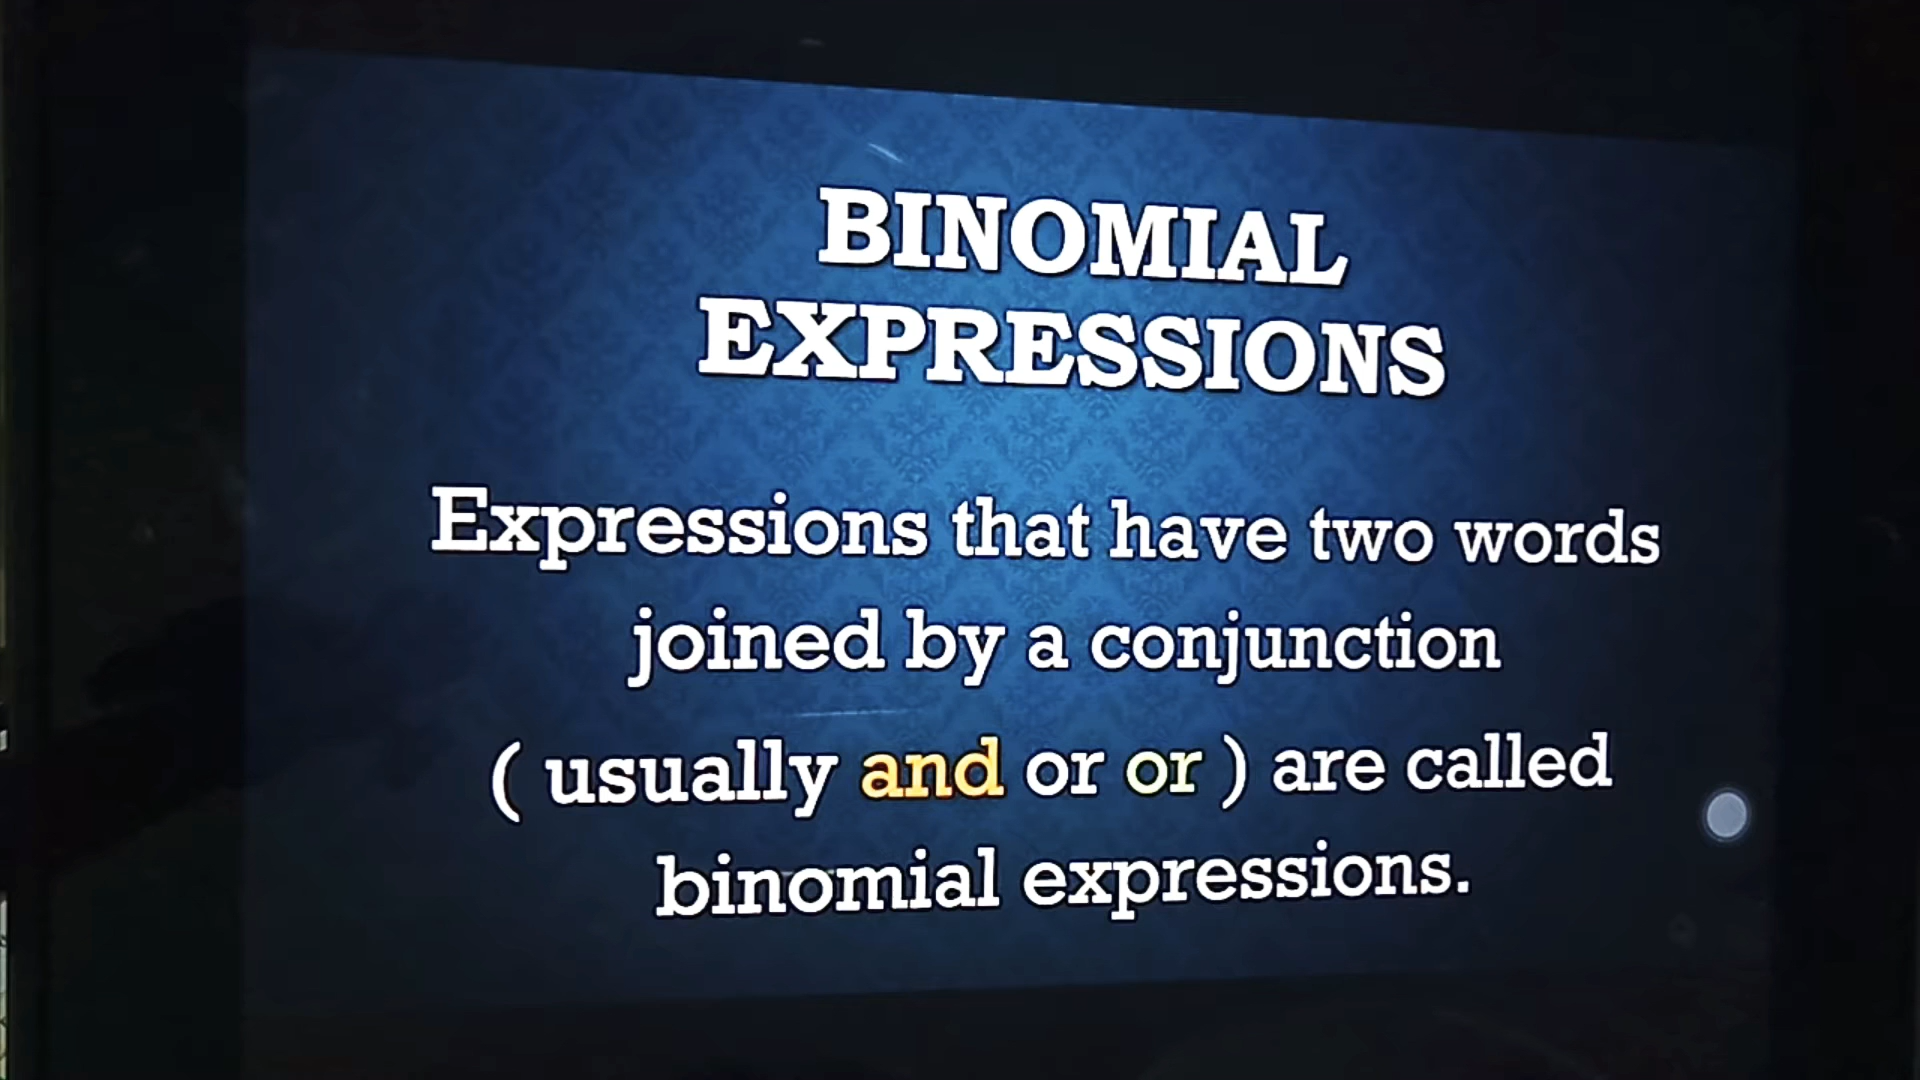 BINOMIAL
EXPRESSIONS
Expressions that have two words
joined by a conjunction
( usually and or or ) are called
binomial expressions.